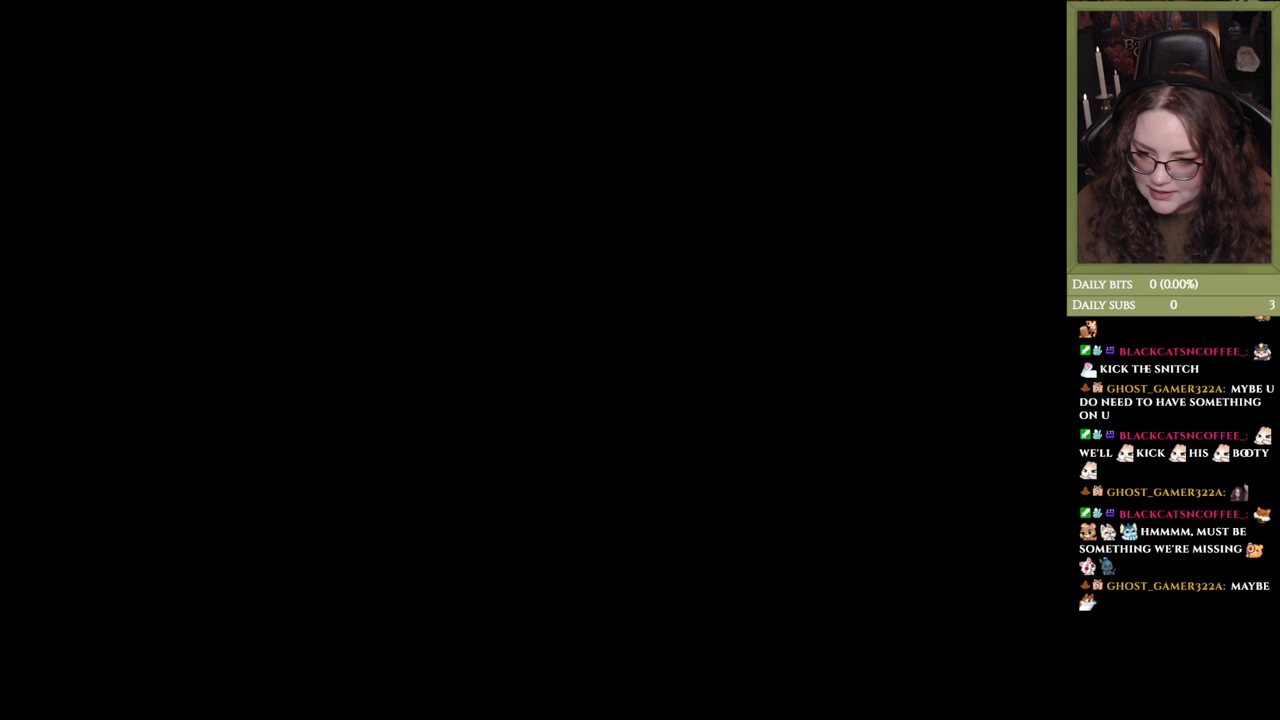 DAILY BITS 0 (0.00%)
DAILY SUBS 0 3
BLACKCATSNCOFFEE_:
KICK THE SNITCH
GHOST_GAMER322A: MYBE U
DO NEED TO HAVE SOMETHING
ON U
BLACKCATSNCOFFEE_:
WE'LL KICK HIS BOOTY
GHOST_GAMER322A:
BLACKCATSNCOFFEE_:
HMMMM, MUST BE
SOMETHING WE'RE MISSING
GHOST_GAMER322A: MAYBE